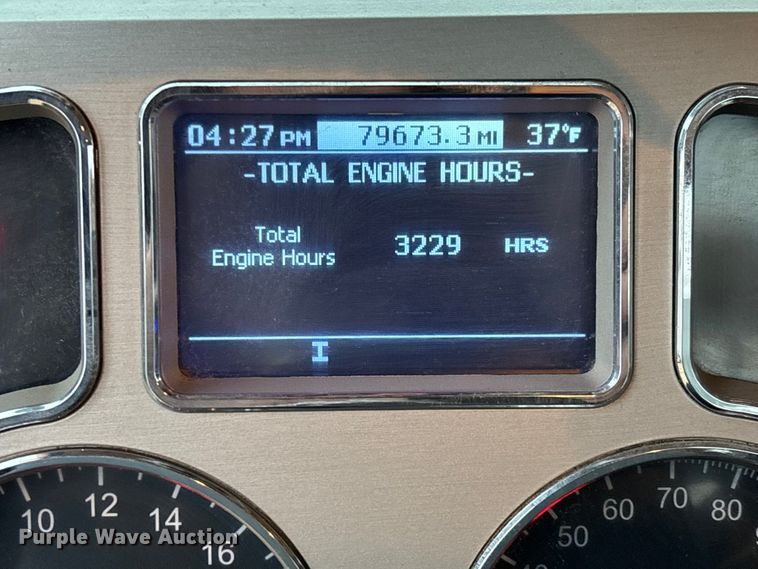 04:27 PM 79673.3 MI 37°F
-TOTAL ENGINE HOURS-
Total
Engine Hours 3229 HRS
I
10 12 14 16
50 60 70 80
Purple Wave Auction